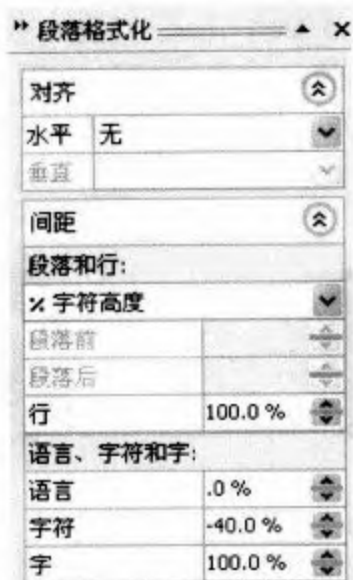 段落格式化
对齐
水平 无
垂直
间距
段落和行:
% 字符高度
段落前
段落后
行 100.0 %
语言、字符和字:
语言 .0 %
字符 -40.0 %
字 100.0 %